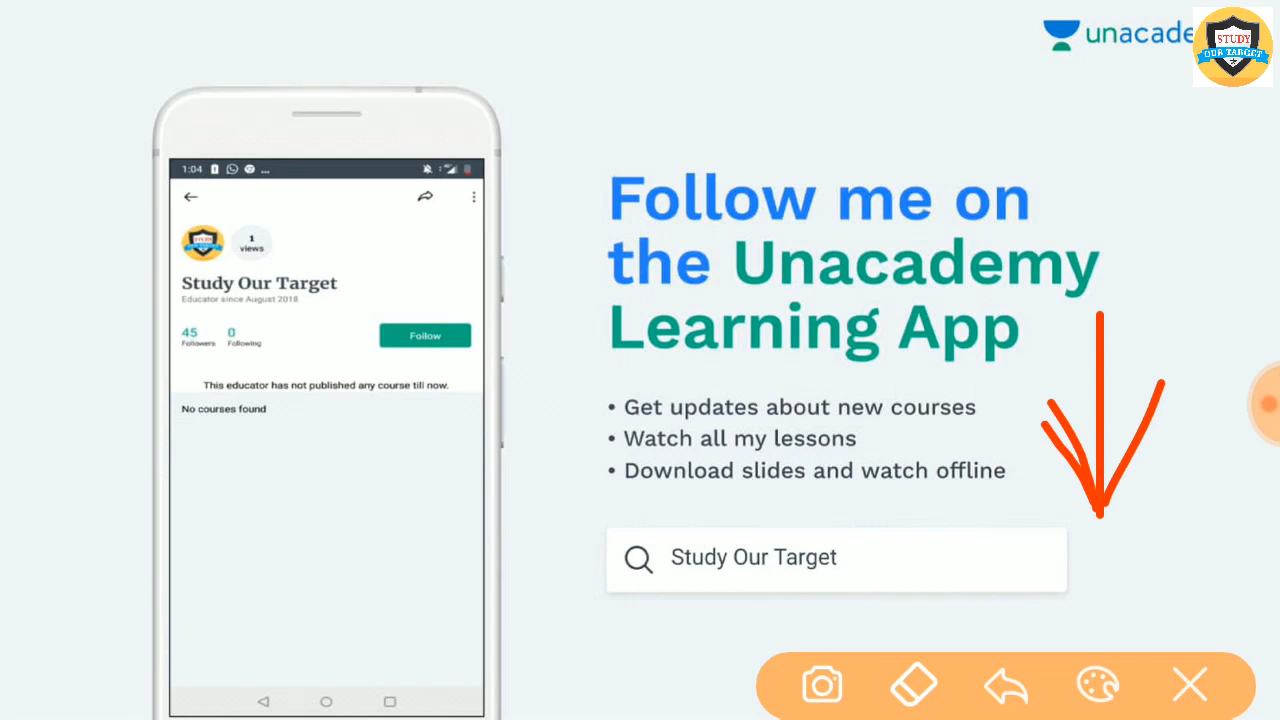 unacade
STUDY
OUR TARGET
1:04
1
views
Study Our Target
Educator since August 2018
45
0
Followers
Following
Follow
This educator has not published any course till now.
No courses found
Follow me on
the Unacademy
Learning App
• Get updates about new courses
• Watch all my lessons
• Download slides and watch offline
Study Our Target